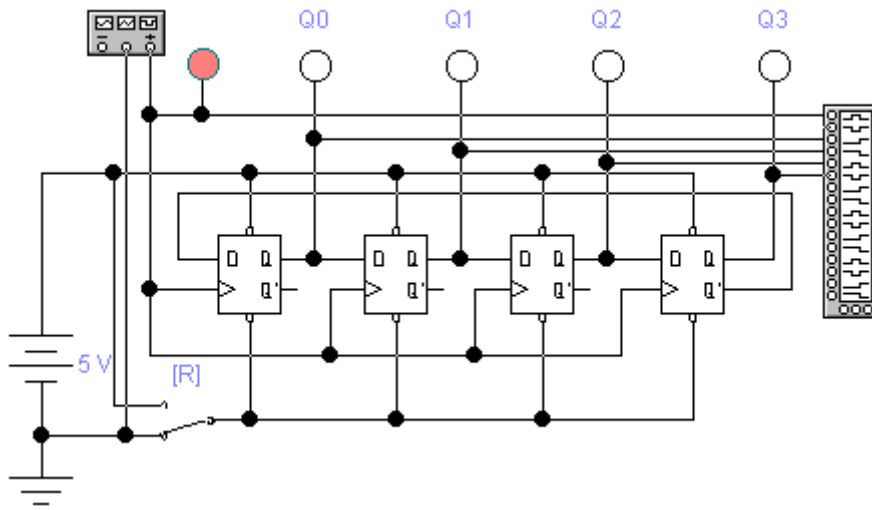 Q0 Q1 Q2 Q3
− +
D Q D Q D Q D Q
Q' Q' Q' Q'
5 V
[R]